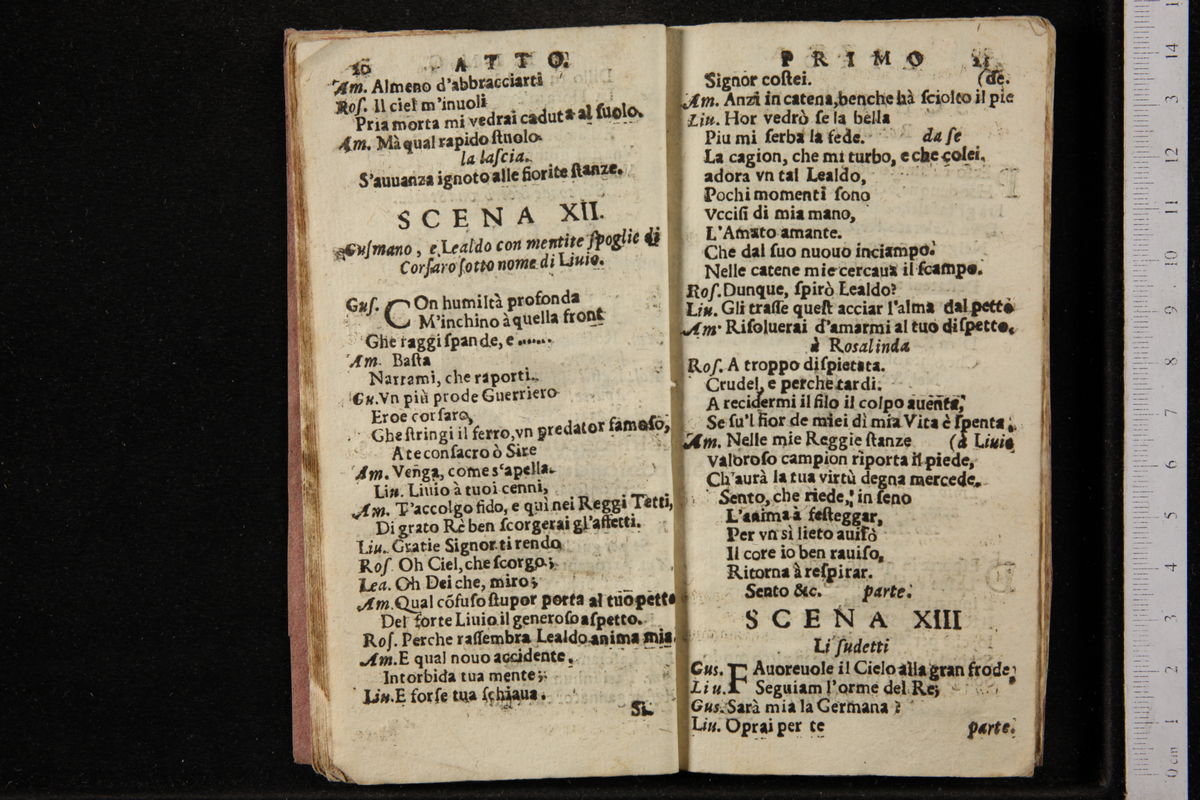 20 ATTO.
Am. Almeno d'abbracciarti
Roſ. Il ciel m'inuoli
Pria morta mi vedrai caduta al ſuolo.
Am. Mà qual rapido ſtuolo
la laſcia.
S'auuanza ignoto alle fiorite ſtanze.
SCENA XII.
Guſmano, e Lealdo con mentite ſpoglie di
Corſaro ſotto nome di Liuio.
Guſ. COn humiltà profonda
M'inchino à quella front
Che raggi ſpande, e .......
Am. Baſta
Narrami, che raporti.
Gu. Vn più prode Guerriero
Eroe corſaro,
Che ſtringi il ferro, vn predator famoſo,
A te conſacro ò Sire
Am. Venga, come s'apella.
Liu. Liuio à tuoi cenni,
Am. T'accolgo fido, e quì nei Reggi Tetti,
Di grato Rè ben ſcorgerai gl'affetti.
Liu. Gratie Signor ti rendo
Roſ. Oh Ciel, che ſcorgo;
Lea. Oh Dei che, miro;
Am. Qual cõfuſo ſtupor porta al tuo petto
Del forte Liuio il generoſo aſpetto.
Roſ. Perche raſſembra Lealdo anima mia.
Am. E qual nouo accidente,
Intorbida tua mente;
Liu. E forſe tua ſchiaua.
Si.
PRIMO 21
Signor coſtei. (de.
Am. Anzi in catena, benche hà ſciolto il pie
Liu. Hor vedrò ſe la bella
Piu mi ſerba la fede. da ſe
La cagion, che mi turbo, e che colei,
adora vn tal Lealdo,
Pochi momenti ſono
Vcciſi di mia mano,
L'Amato amante.
Che dal ſuo nuouo inciampo.
Nelle catene mie cercaua il ſcampo.
Roſ. Dunque, ſpirò Lealdo?
Liu. Gli traſſe queſt acciar l'alma dal petto
Am. Riſoluerai d'amarmi al tuo diſpetto.
à Rosalinda
Roſ. A troppo diſpietata.
Crudel, e perche tardi.
A recidermi il filo il colpo auenta,
Se ſu'l fior de miei dì mia Vita è ſpenta.
Am. Nelle mie Reggie ſtanze (à Liuio
Valoroſo campion riporta il piede,
Ch'aurà la tua virtù degna mercede.
Sento, che riede, in ſeno
L'anima à feſteggar,
Per vn sì lieto auiſo
Il core io ben rauiſo,
Ritorna à reſpirar.
Sento &c. parte.
SCENA XIII
Li ſudetti
Gus. FAuoreuole il Cielo alla gran frode;
Liu. Seguiam l'orme del Re;
Gus. Sarà mia la Germana?
Liu. Oprai per te parte.